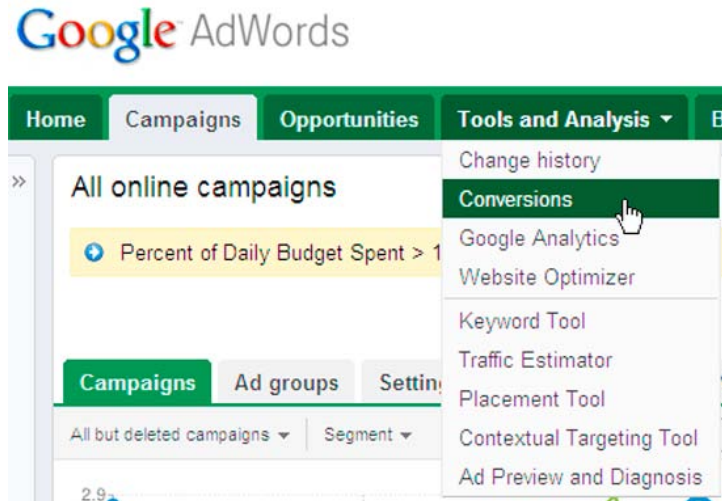 Google AdWords
Home Campaigns Opportunities Tools and Analysis
Change history
Conversions
Google Analytics
Website Optimizer
Keyword Tool
Traffic Estimator
Placement Tool
Contextual Targeting Tool
Ad Preview and Diagnosis
All online campaigns
Percent of Daily Budget Spent > 1
Campaigns Ad groups
All but deleted campaigns Segment
2.9